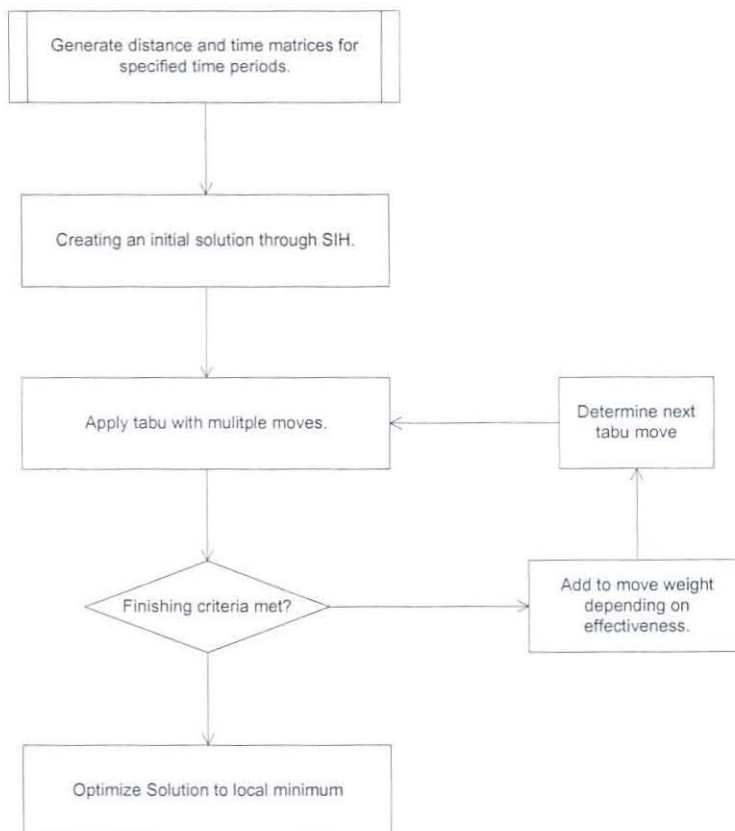 Generate distance and time matrices for
specified time periods.
Creating an initial solution through SIH.
Apply tabu with mulitple moves.
Determine next
tabu move
Finishing criteria met?
Add to move weight
depending on
effectiveness.
Optimize Solution to local minimum